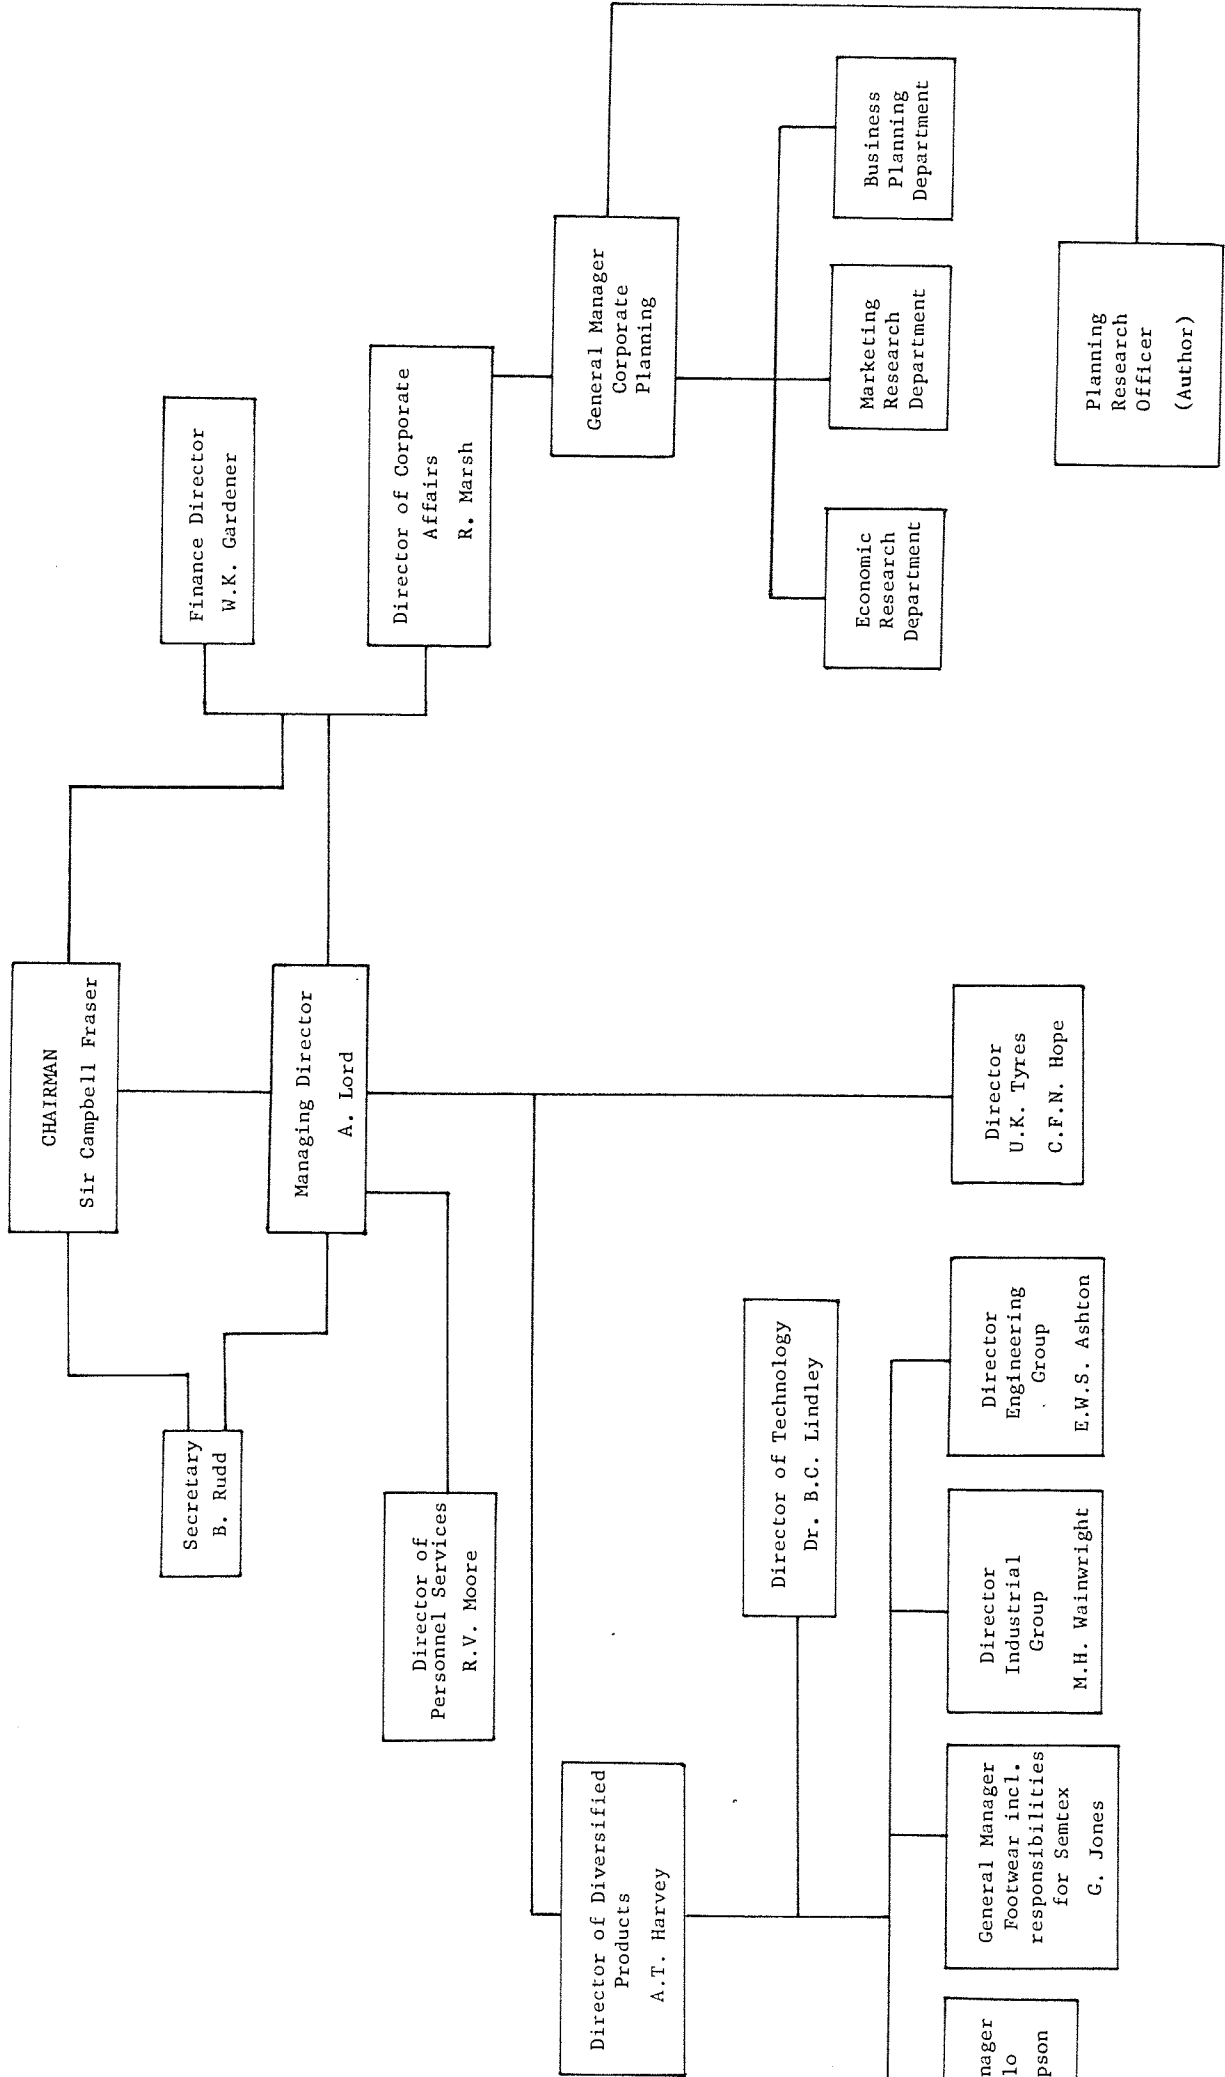 CHAIRMAN
Sir Campbell Fraser
Secretary
B. Rudd
Managing Director
A. Lord
Finance Director
W.K. Gardener
Director of
Personnel Services
R.V. Moore
Director of Corporate
Affairs
R. Marsh
Director of Diversified
Products
A.T. Harvey
General Manager
Corporate
Planning
Director of Technology
Dr. B.C. Lindley
Economic
Research
Department
Marketing
Research
Department
Business
Planning
Department
nager
lo
pson
General Manager
Footwear incl.
responsibilities
for Semtex
G. Jones
Director
Industrial
Group
M.H. Wainwright
Director
Engineering
Group
E.W.S. Ashton
Director
U.K. Tyres
C.F.N. Hope
Planning
Research
Officer
(Author)